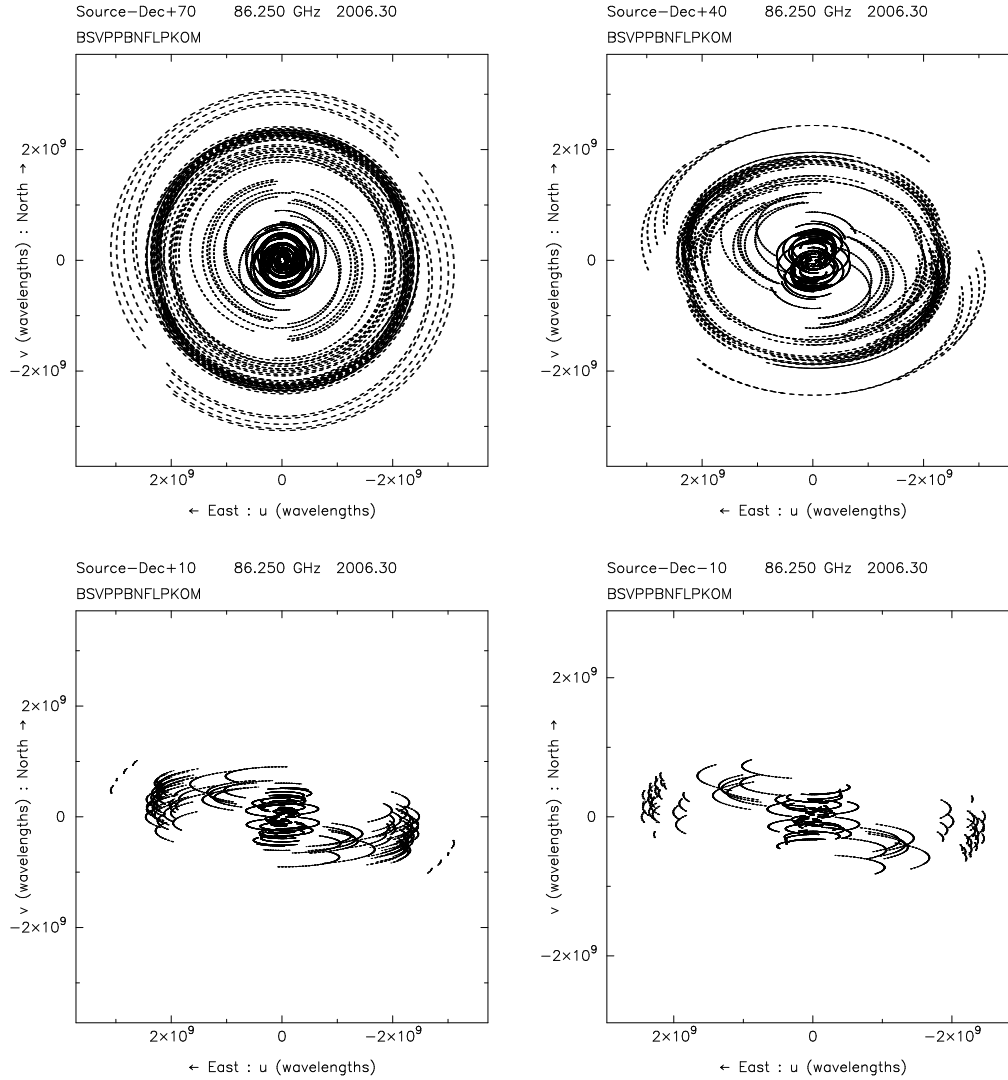 Source-Dec+70 86.250 GHz 2006.30
BSVPPBNFLPKOM
v (wavelengths) : North →
2×10⁹
0
−2×10⁹
2×10⁹ 0 −2×10⁹
← East : u (wavelengths)
Source-Dec+40 86.250 GHz 2006.30
BSVPPBNFLPKOM
v (wavelengths) : North →
2×10⁹
0
−2×10⁹
2×10⁹ 0 −2×10⁹
← East : u (wavelengths)
Source-Dec+10 86.250 GHz 2006.30
BSVPPBNFLPKOM
v (wavelengths) : North →
2×10⁹
0
−2×10⁹
2×10⁹ 0 −2×10⁹
← East : u (wavelengths)
Source-Dec-10 86.250 GHz 2006.30
BSVPPBNFLPKOM
v (wavelengths) : North →
2×10⁹
0
−2×10⁹
2×10⁹ 0 −2×10⁹
← East : u (wavelengths)